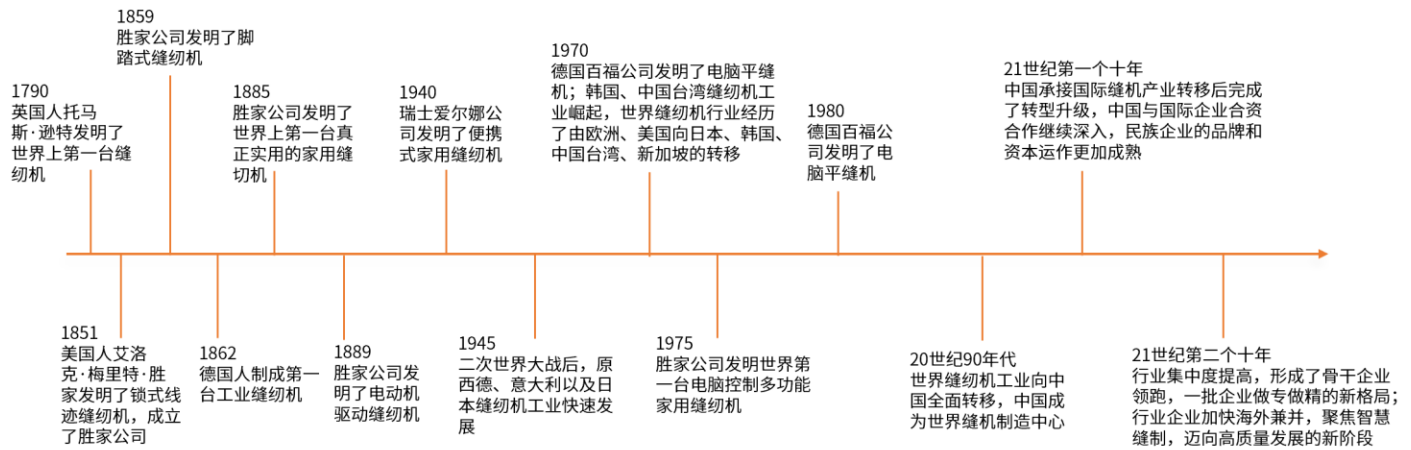 1859
胜家公司发明了脚
踏式缝纫机
1790
英国人托马
斯·逊特发明了
世界上第一台缝
纫机
1885
胜家公司发明了
世界上第一台真
正实用的家用缝
切机
1940
瑞士爱尔娜公
司发明了便携
式家用缝纫机
1970
德国百福公司发明了电脑平缝
机；韩国、中国台湾缝纫机工
业崛起，世界缝纫机行业经历
了由欧洲、美国向日本、韩国、
中国台湾、新加坡的转移
1980
德国百福公
司发明了电
脑平缝机
21世纪第一个十年
中国承接国际缝机产业转移后完成
了转型升级，中国与国际企业合资
合作继续深入，民族企业的品牌和
资本运作更加成熟
1851
美国人艾洛
克·梅里特·胜
家发明了锁式线
迹缝纫机，成立
了胜家公司
1862
德国人制成第一
台工业缝纫机
1889
胜家公司发
明了电动机
驱动缝纫机
1945
二次世界大战后，原
西德、意大利以及日
本缝纫机工业快速发
展
1975
胜家公司发明世界第
一台电脑控制多功能
家用缝纫机
20世纪90年代
世界缝纫机工业向中
国全面转移，中国成
为世界缝机制造中心
21世纪第二个十年
行业集中度提高，形成了骨干企业
领跑，一批企业做专做精的新格局；
行业企业加快海外兼并，聚焦智慧
缝制，迈向高质量发展的新阶段